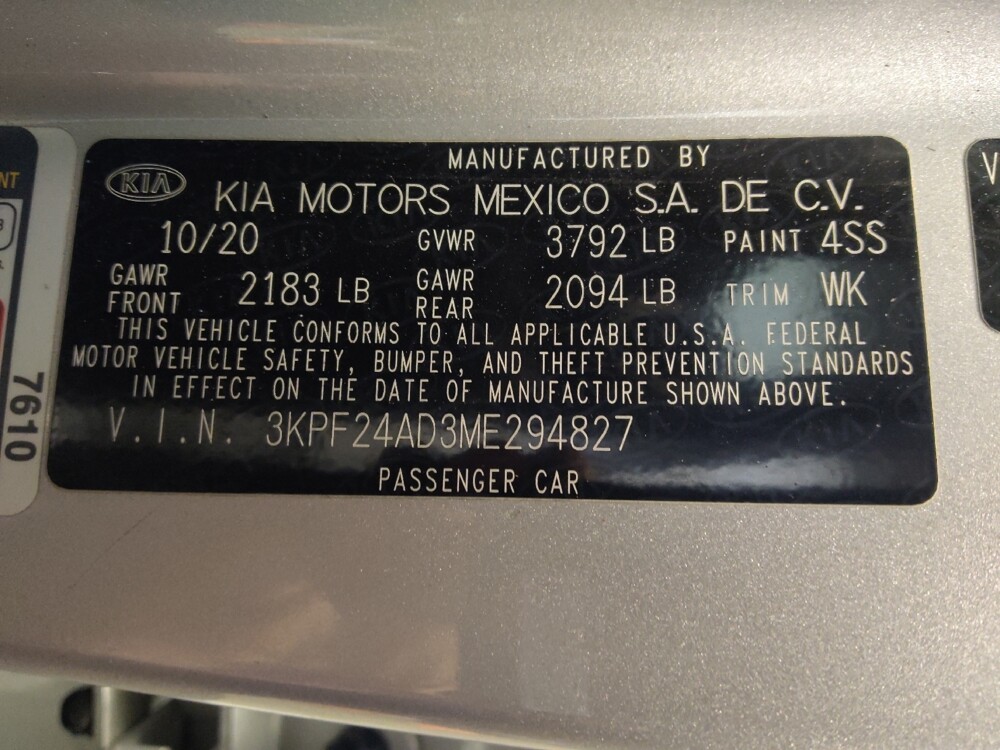 MANUFACTURED BY
KIA
KIA MOTORS MEXICO S.A. DE C.V.
10/20 GVWR 3792 LB PAINT 4SS
GAWR FRONT 2183 LB GAWR REAR 2094 LB TRIM WK
THIS VEHICLE CONFORMS TO ALL APPLICABLE U.S.A. FEDERAL
MOTOR VEHICLE SAFETY, BUMPER, AND THEFT PREVENTION STANDARDS
IN EFFECT ON THE DATE OF MANUFACTURE SHOWN ABOVE.
V.I.N. 3KPF24AD3ME294827
PASSENGER CAR
7610